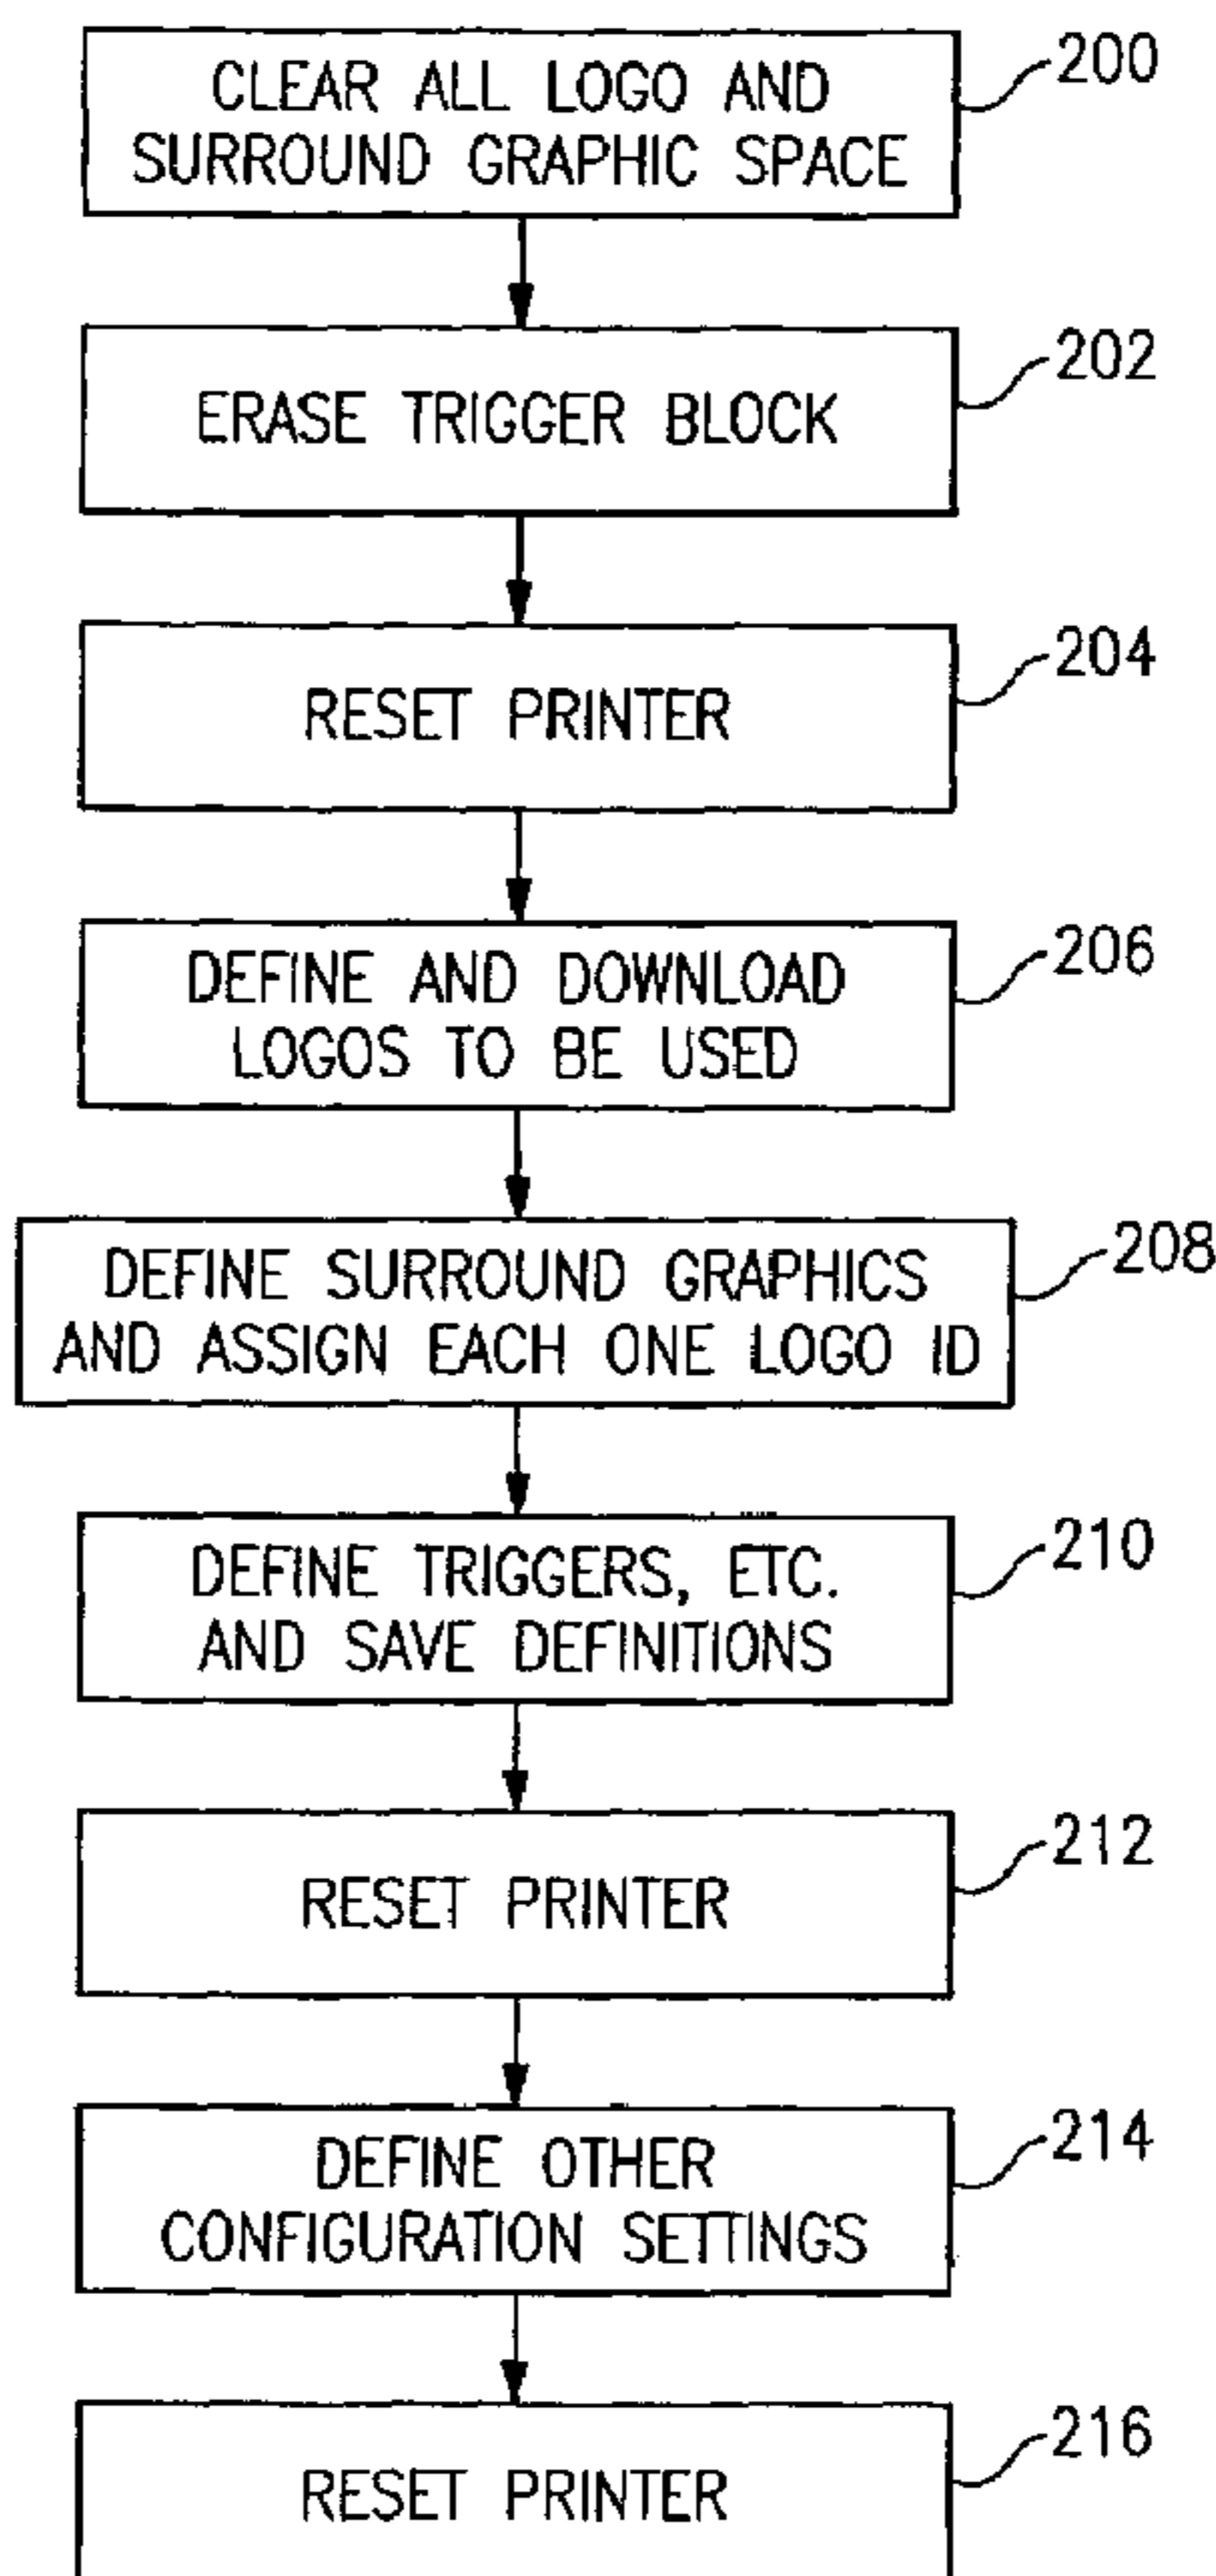 CLEAR ALL LOGO AND
SURROUND GRAPHIC SPACE
200
ERASE TRIGGER BLOCK
202
RESET PRINTER
204
DEFINE AND DOWNLOAD
LOGOS TO BE USED
206
DEFINE SURROUND GRAPHICS
AND ASSIGN EACH ONE LOGO ID
208
DEFINE TRIGGERS, ETC.
AND SAVE DEFINITIONS
210
RESET PRINTER
212
DEFINE OTHER
CONFIGURATION SETTINGS
214
RESET PRINTER
216